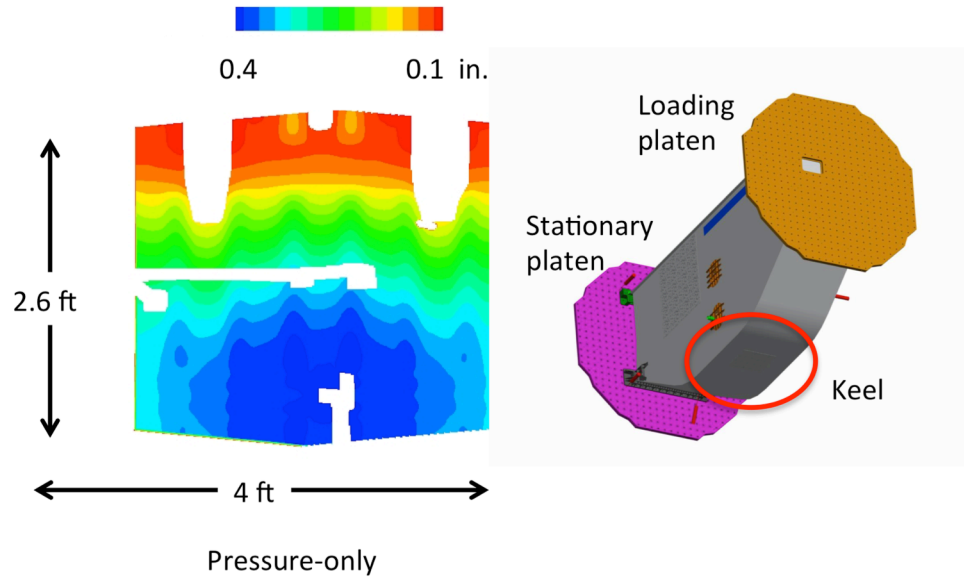 0.4 0.1 in.
Loading
platen
Stationary
platen
2.6 ft
Keel
4 ft
Pressure-only